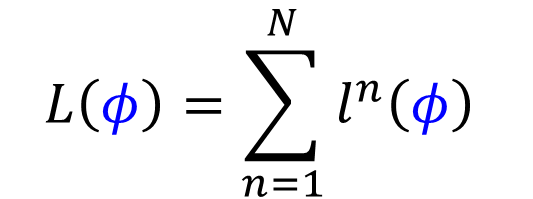 L(ϕ) = ∑_{n=1}^{N} l^n(ϕ)